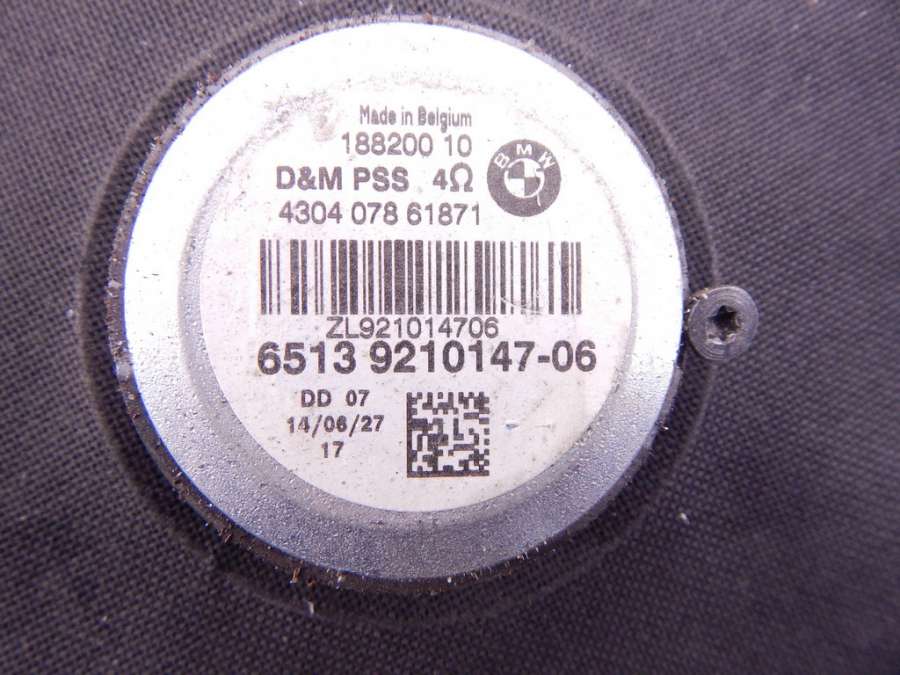 Made in Belgium
188200 10
D&M PSS 4Ω
BMW
4304 078 61871
ZL921014706
6513 9210147-06
DD 07
14/06/27
17